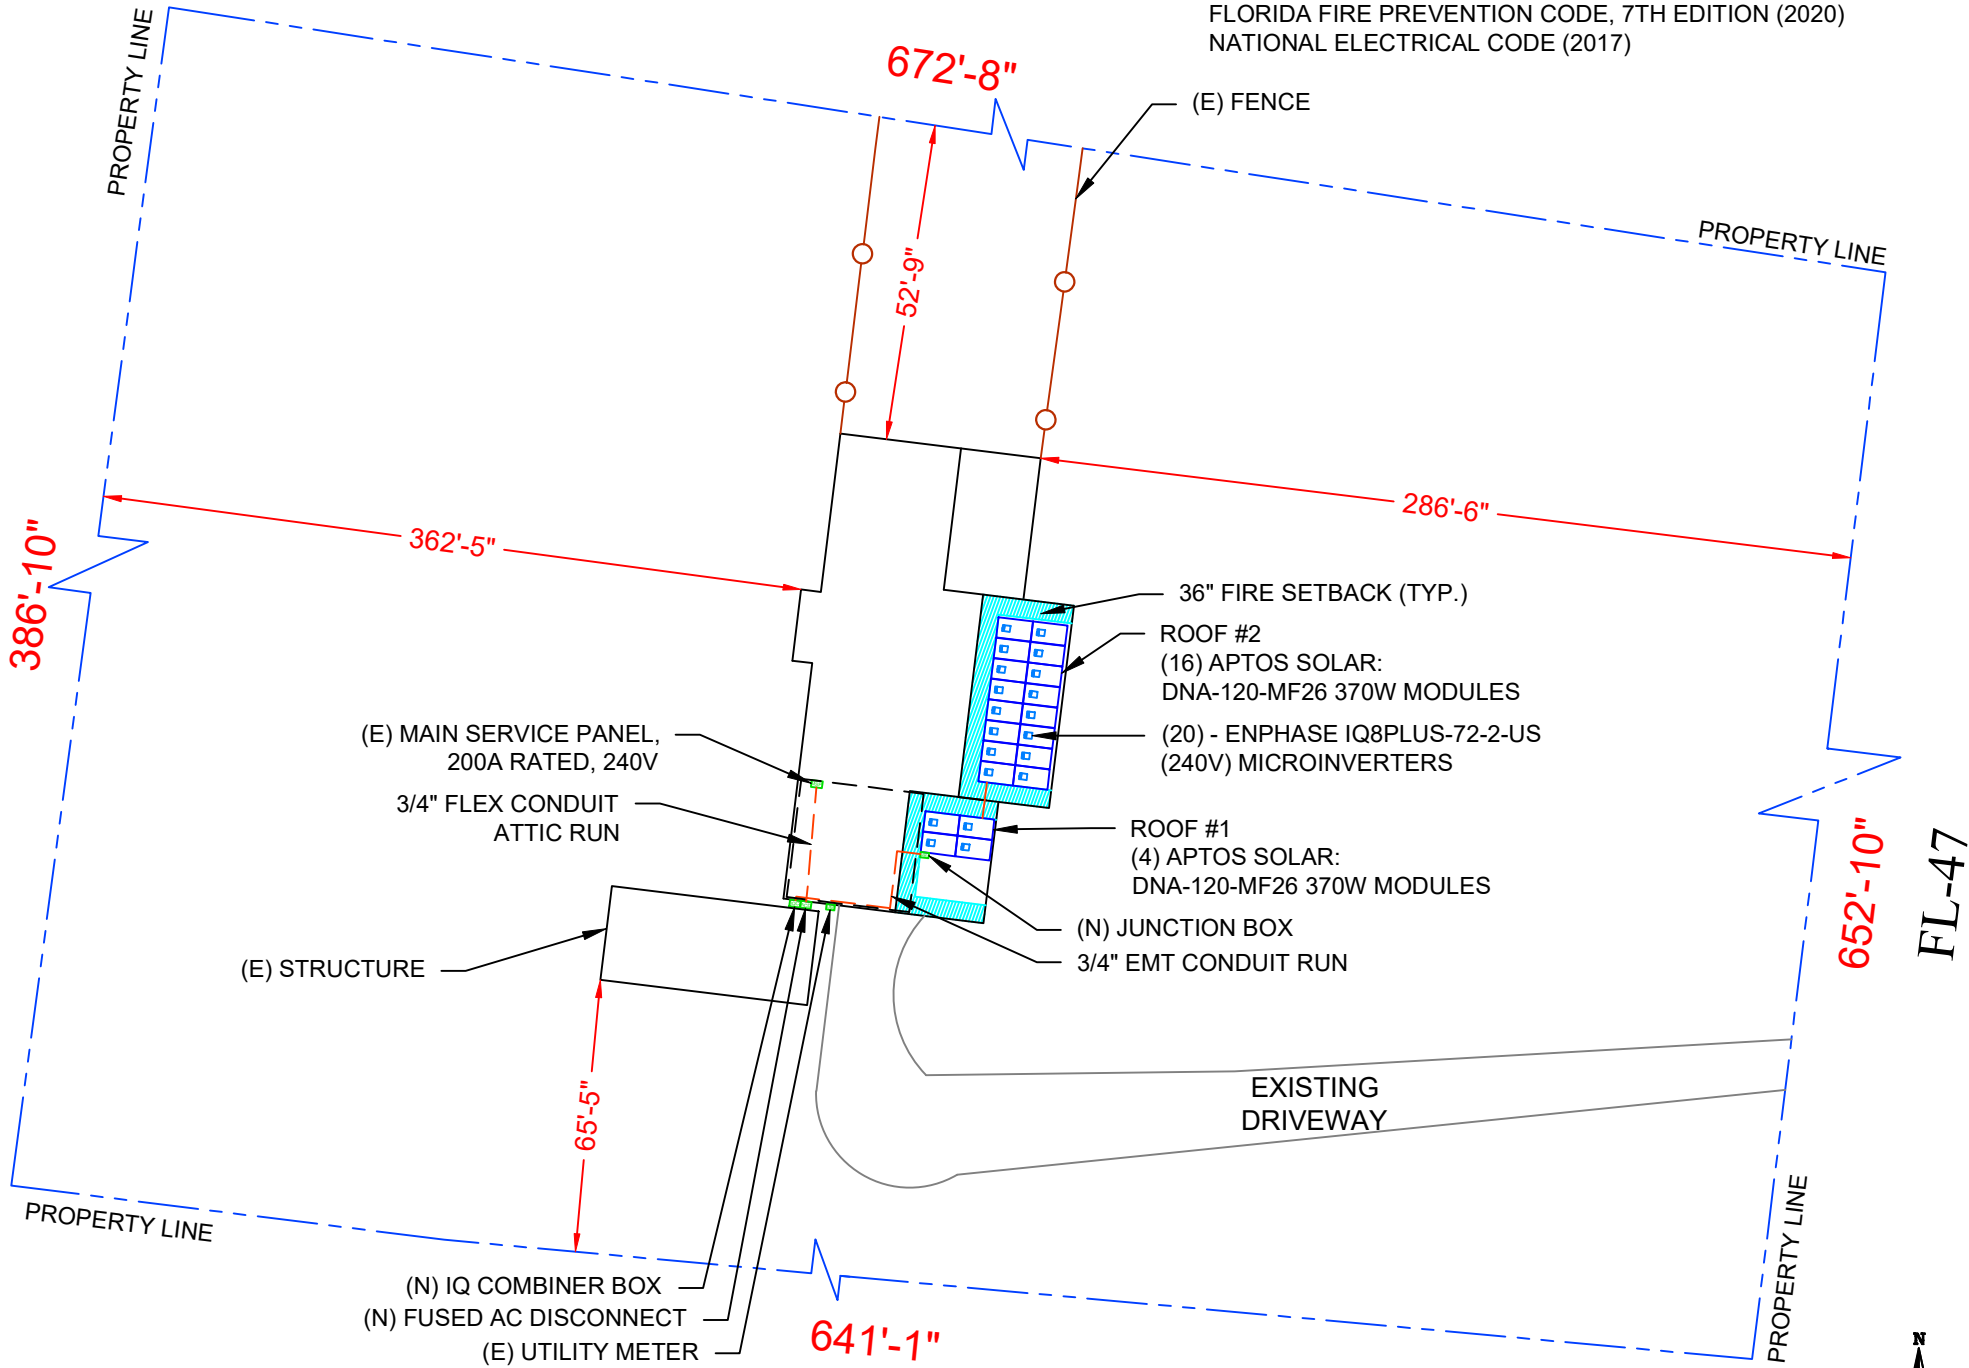 FLORIDA FIRE PREVENTION CODE, 7TH EDITION (2020)
NATIONAL ELECTRICAL CODE (2017)
PROPERTY LINE
672'-8"
(E) FENCE
PROPERTY LINE
52'-9"
286'-6"
362'-5"
386'-10"
36" FIRE SETBACK (TYP.)
ROOF #2
(16) APTOS SOLAR:
DNA-120-MF26 370W MODULES
(E) MAIN SERVICE PANEL,
200A RATED, 240V
(20) - ENPHASE IQ8PLUS-72-2-US
(240V) MICROINVERTERS
3/4" FLEX CONDUIT
ATTIC RUN
ROOF #1
(4) APTOS SOLAR:
DNA-120-MF26 370W MODULES
652'-10"
FL-47
(N) JUNCTION BOX
3/4" EMT CONDUIT RUN
(E) STRUCTURE
65'-5"
EXISTING
DRIVEWAY
PROPERTY LINE
PROPERTY LINE
(N) IQ COMBINER BOX
(N) FUSED AC DISCONNECT
(E) UTILITY METER
641'-1"
N